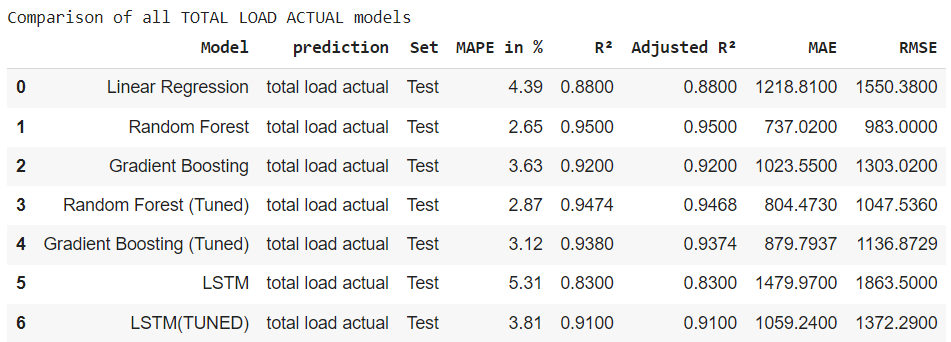 Comparison of all TOTAL LOAD ACTUAL models
Model prediction Set MAPE in % R² Adjusted R² MAE RMSE
0 Linear Regression total load actual Test 4.39 0.8800 0.8800 1218.8100 1550.3800
1 Random Forest total load actual Test 2.65 0.9500 0.9500 737.0200 983.0000
2 Gradient Boosting total load actual Test 3.63 0.9200 0.9200 1023.5500 1303.0200
3 Random Forest (Tuned) total load actual Test 2.87 0.9474 0.9468 804.4730 1047.5360
4 Gradient Boosting (Tuned) total load actual Test 3.12 0.9380 0.9374 879.7937 1136.8729
5 LSTM total load actual Test 5.31 0.8300 0.8300 1479.9700 1863.5000
6 LSTM(TUNED) total load actual Test 3.81 0.9100 0.9100 1059.2400 1372.2900